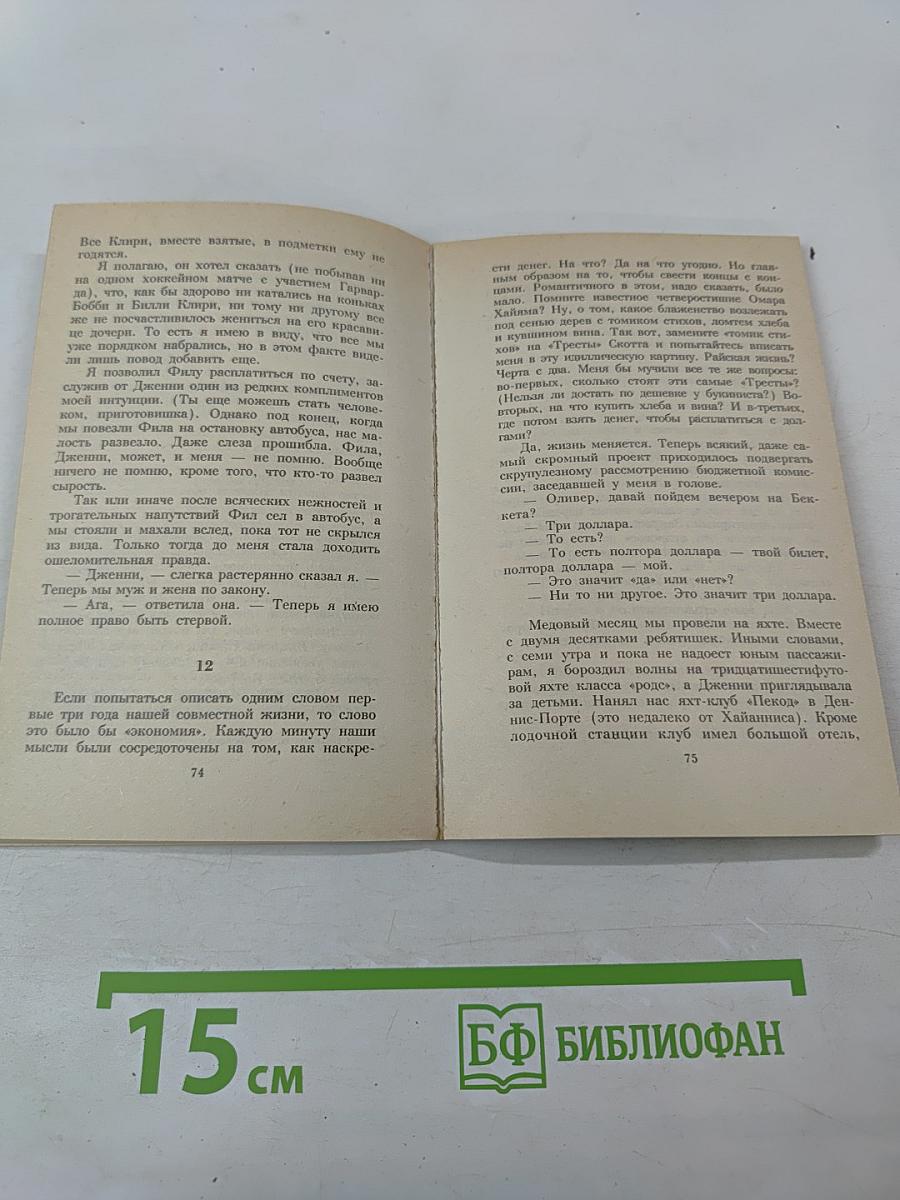 Все Клири, вместе взятые, в подметки ему не
годятся.
Я полагаю, он хотел сказать (не побывав ни
на одном хоккейном матче с участием Гарвар-
да), что, как бы здорово ни катались на коньках
Бобби и Билли Клири, ни тому ни другому все
же не посчастливилось жениться на его красави-
це дочери. То есть я имею в виду, что все мы
уже порядком набрались, но в этом факте виде-
ли лишь повод добавить еще.
Я позволил Филу расплатиться по счету, за-
служив от Дженни один из редких комплиментов
моей интуиции. (Ты еще можешь стать челове-
ком, приготовишка). Однако под конец, когда
мы повезли Фила на остановку автобуса, нас ма-
лость развезло. Даже слеза прошибла. Фила,
Дженни, может, и меня — не помню. Вообще
ничего не помню, кроме того, что кто-то развел
сырость.
Так или иначе после всяческих нежностей и
трогательных напутствий Фил сел в автобус, а
мы стояли и махали вслед, пока тот не скрылся
из вида. Только тогда до меня стала доходить
ошеломительная правда.
— Дженни, — слегка растерянно сказал я. —
Теперь мы муж и жена по закону.
— Ага, — ответила она. — Теперь я имею
полное право быть стервой.
12
Если попытаться описать одним словом пер-
вые три года нашей совместной жизни, то слово
это было бы «экономия». Каждую минуту наши
мысли были сосредоточены на том, как наскре-
74
сти денег. На что? Да на что угодно. Но глав-
ным образом на то, чтобы свести концы с кон-
цами. Романтичного в этом, надо сказать, было
мало. Помните известное четверостишие Омара
Хайяма? Ну, о том, какое блаженство возлежать
под сенью дерев с томиком стихов, ломтем хлеба
и кувшином вина. Так вот, замените «томик сти-
хов» на «Тресты» Скотта и попытайтесь вписать
меня в эту идиллическую картину. Райская жизнь?
Черта с два. Меня бы мучили все те же вопросы:
во-первых, сколько стоят эти самые «Тресты»?
(Нельзя ли достать по дешевке у букиниста?) Во-
вторых, на что купить хлеба и вина? И в-третьих,
где потом взять денег, чтобы расплатиться с дол-
гами?
Да, жизнь меняется. Теперь всякий, даже са-
мый скромный проект приходилось подвергать
скрупулезному рассмотрению бюджетной комис-
сии, заседавшей у меня в голове.
— Оливер, давай пойдем вечером на Бек-
кета?
— Три доллара.
— То есть?
— То есть полтора доллара — твой билет,
полтора доллара — мой.
— Это значит «да» или «нет»?
— Ни то ни другое. Это значит три доллара.
Медовый месяц мы провели на яхте. Вместе
с двумя десятками ребятишек. Иными словами,
с семи утра и пока не надоест юным пассажи-
рам, я бороздил волны на тридцатишестифуто-
вой яхте класса «родс», а Дженни приглядывала
за детьми. Нанял нас яхт-клуб «Пекод» в Ден-
нис-Порте (это недалеко от Хайанниса). Кроме
лодочной станции клуб имел большой отель,
75
15 см
БФ БИБЛИОФАН